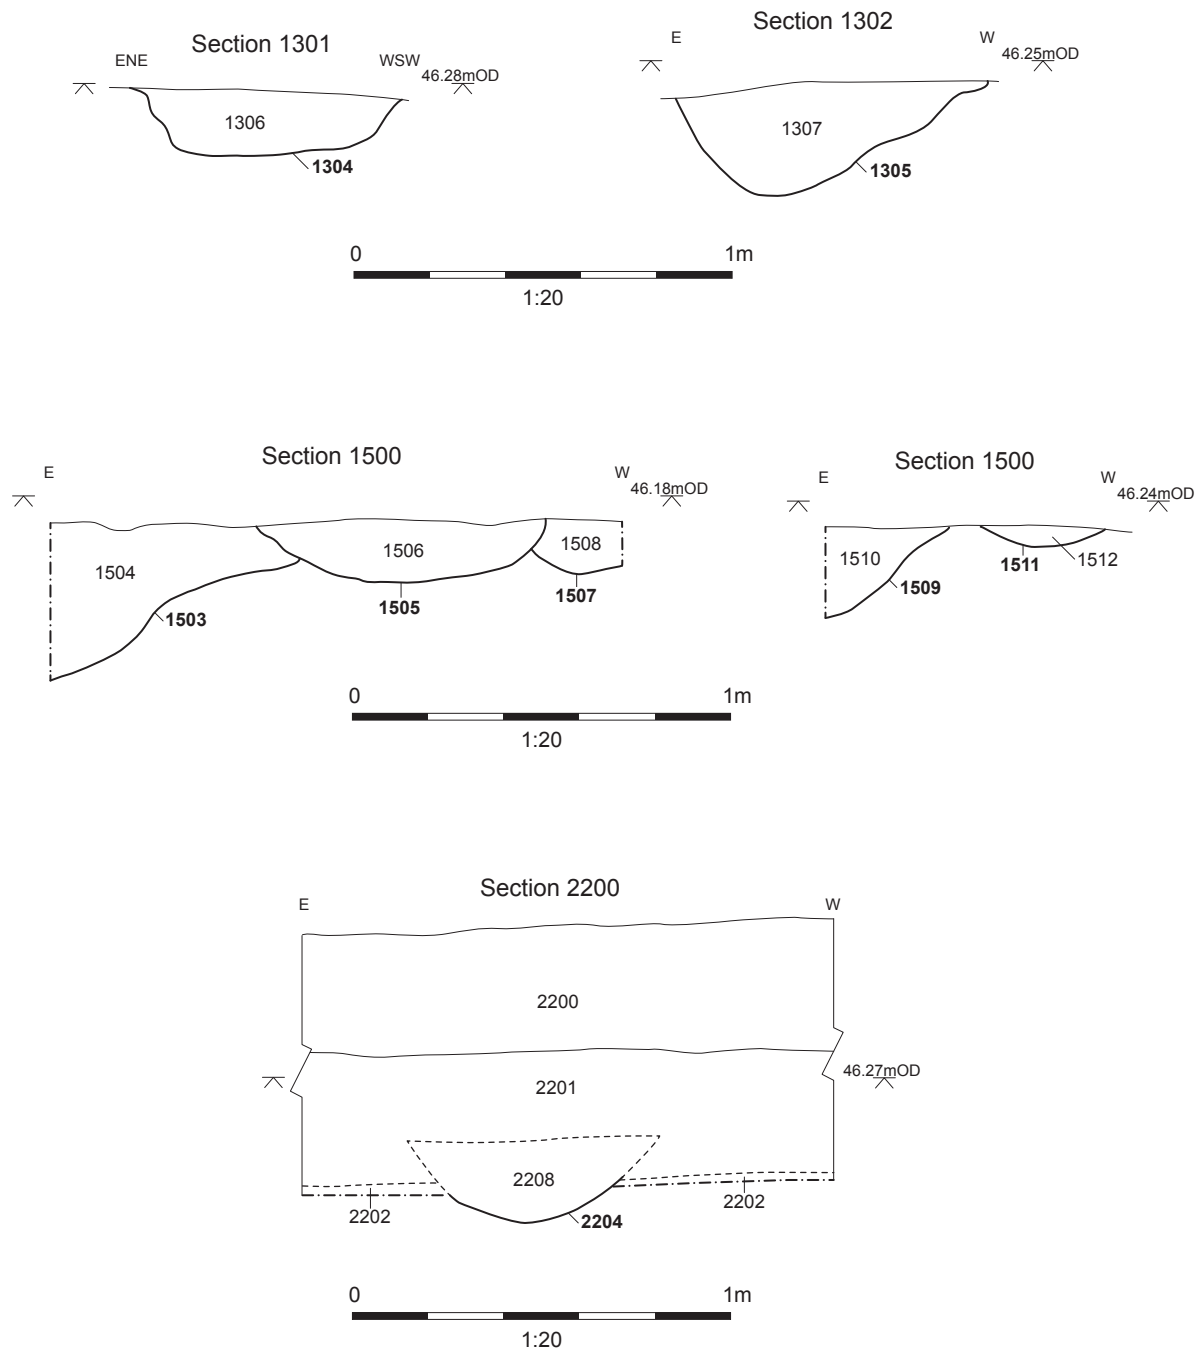 Section 1301
ENE
WSW
46.28mOD
1306
1304
Section 1302
E
W
46.25mOD
1307
1305
0
1m
1:20
Section 1500
E
W
46.18mOD
1504
1506
1508
1503
1505
1507
Section 1500
E
W
46.24mOD
1510
1512
1511
1509
0
1m
1:20
Section 2200
E
W
2200
46.27mOD
2201
2208
2202
2202
2204
0
1m
1:20